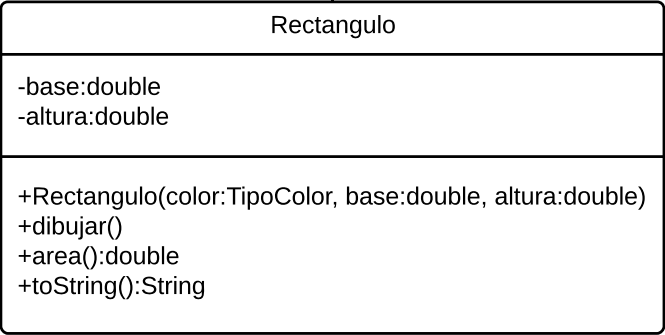 Rectangulo
-base:double
-altura:double
+Rectangulo(color:TipoColor, base:double, altura:double)
+dibujar()
+area():double
+toString():String